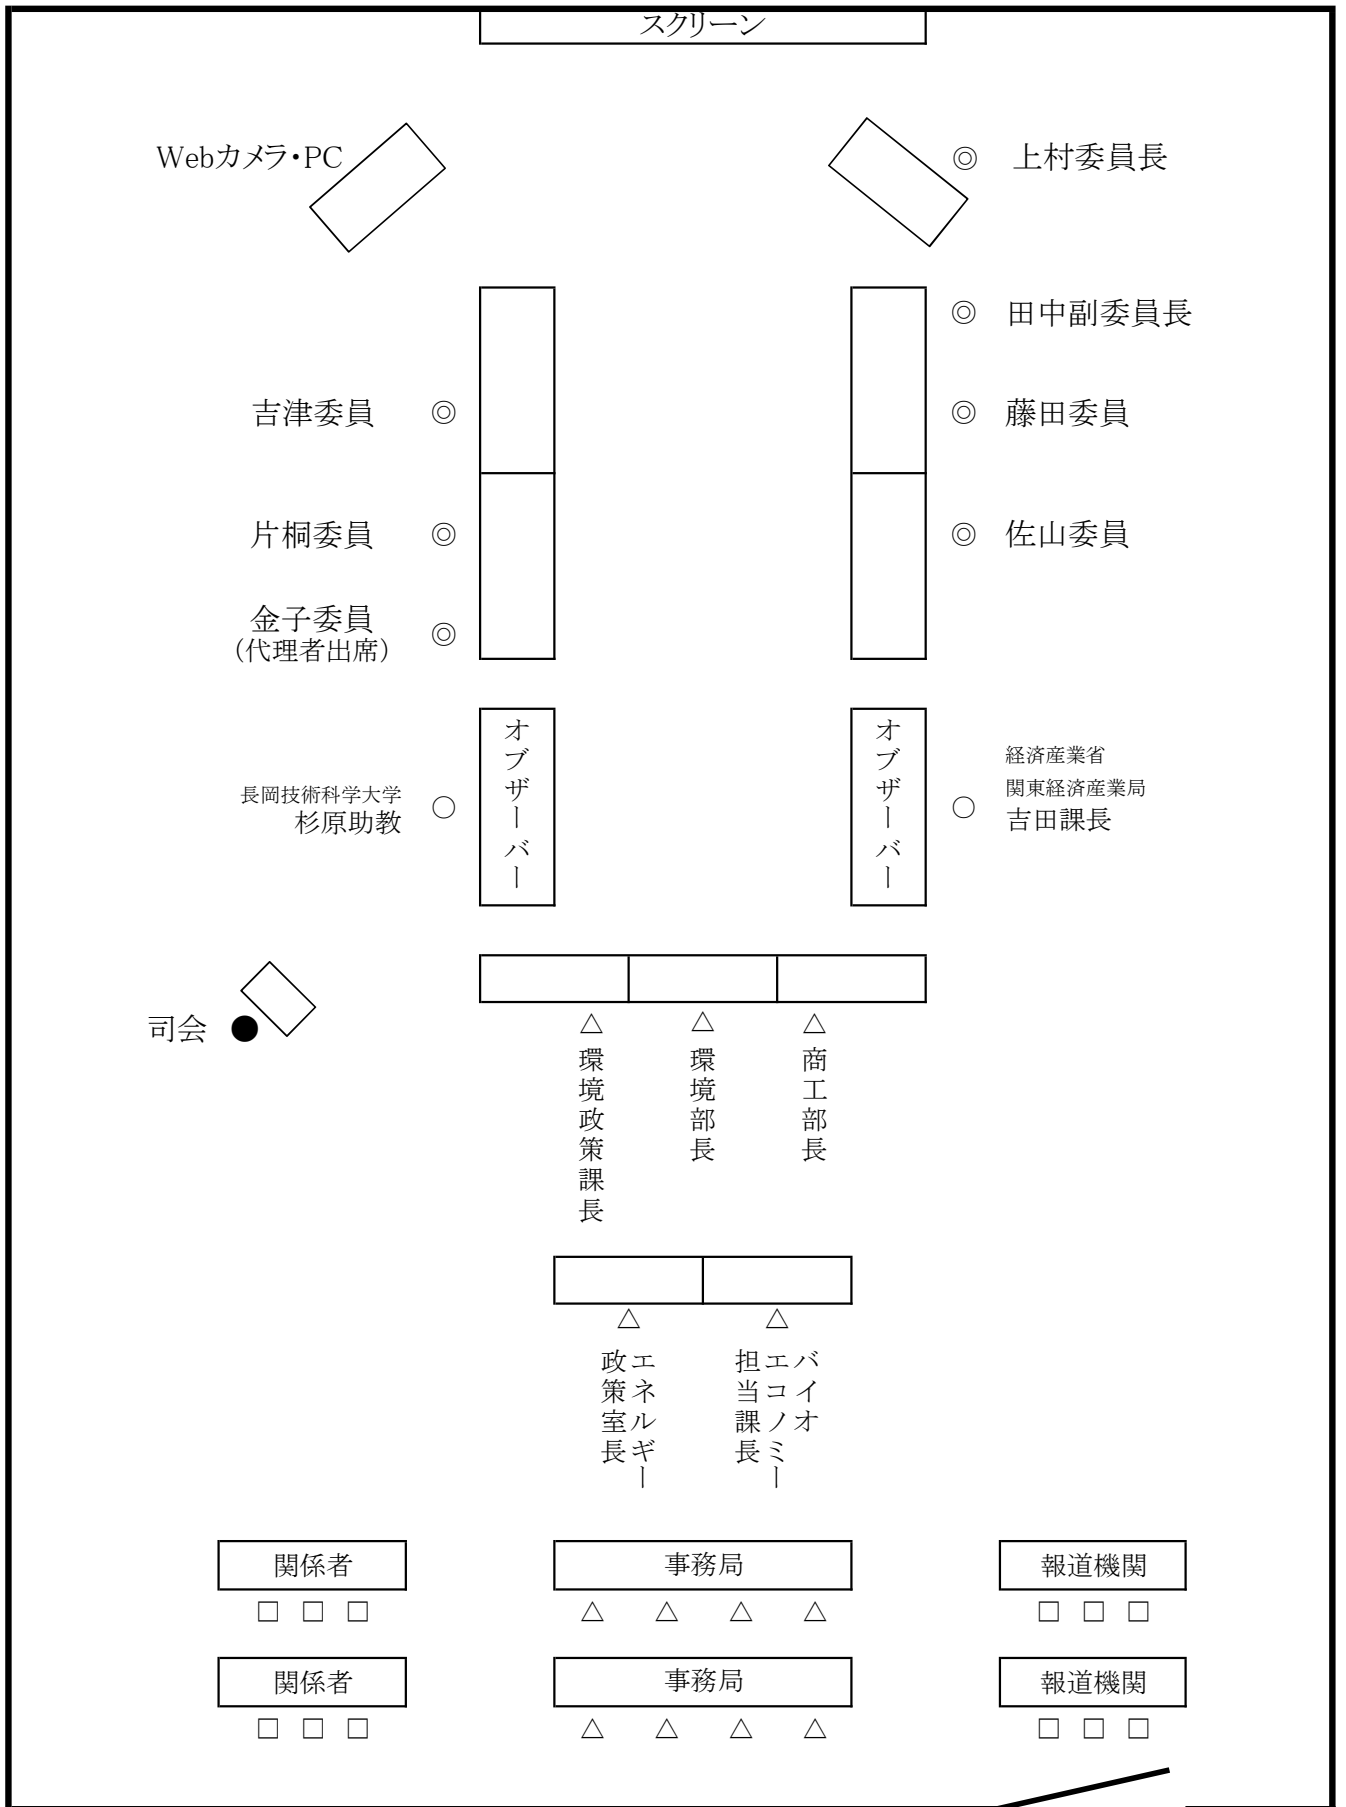 スクリーン
Webカメラ・PC
◎ 上村委員長
◎ 田中副委員長
吉津委員 ◎
◎ 藤田委員
片桐委員 ◎
◎ 佐山委員
金子委員
（代理者出席） ◎
オブザーバー
オブザーバー
長岡技術科学大学
杉原助教 ○
経済産業省
関東経済産業局
○ 吉田課長
司会 ●
△ 環境政策課長
△ 環境部長
△ 商工部長
△
エネルギー
政策室長
△
バイオ
エコノミー
担当課長
関係者
□ □ □
事務局
△ △ △ △
報道機関
□ □ □
関係者
□ □ □
事務局
△ △ △ △
報道機関
□ □ □